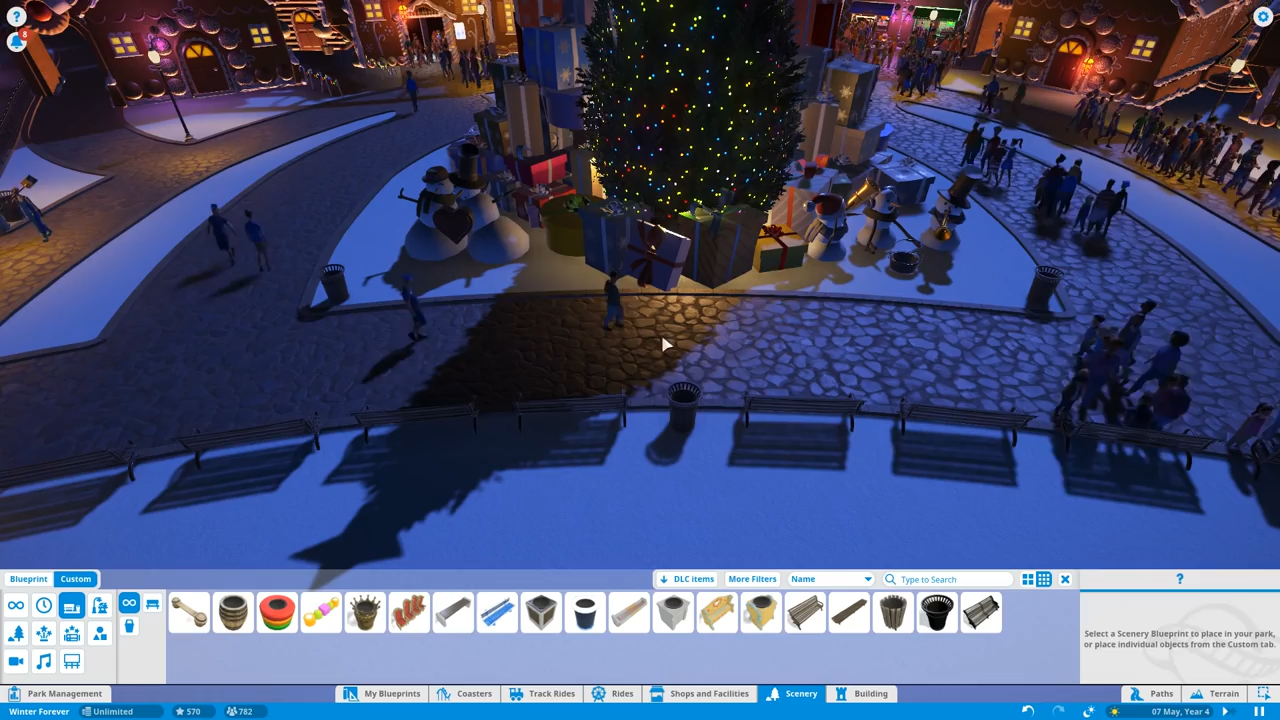 ?
8
Blueprint
Custom
DLC items
More Filters
Name
Type to Search
?
Select a Scenery Blueprint to place in your park,
or place individual objects from the Custom tab.
Park Management
My Blueprints
Coasters
Track Rides
Rides
Shops and Facilities
Scenery
Building
Paths
Terrain
Winter Forever
Unlimited
570
782
07 May, Year 4